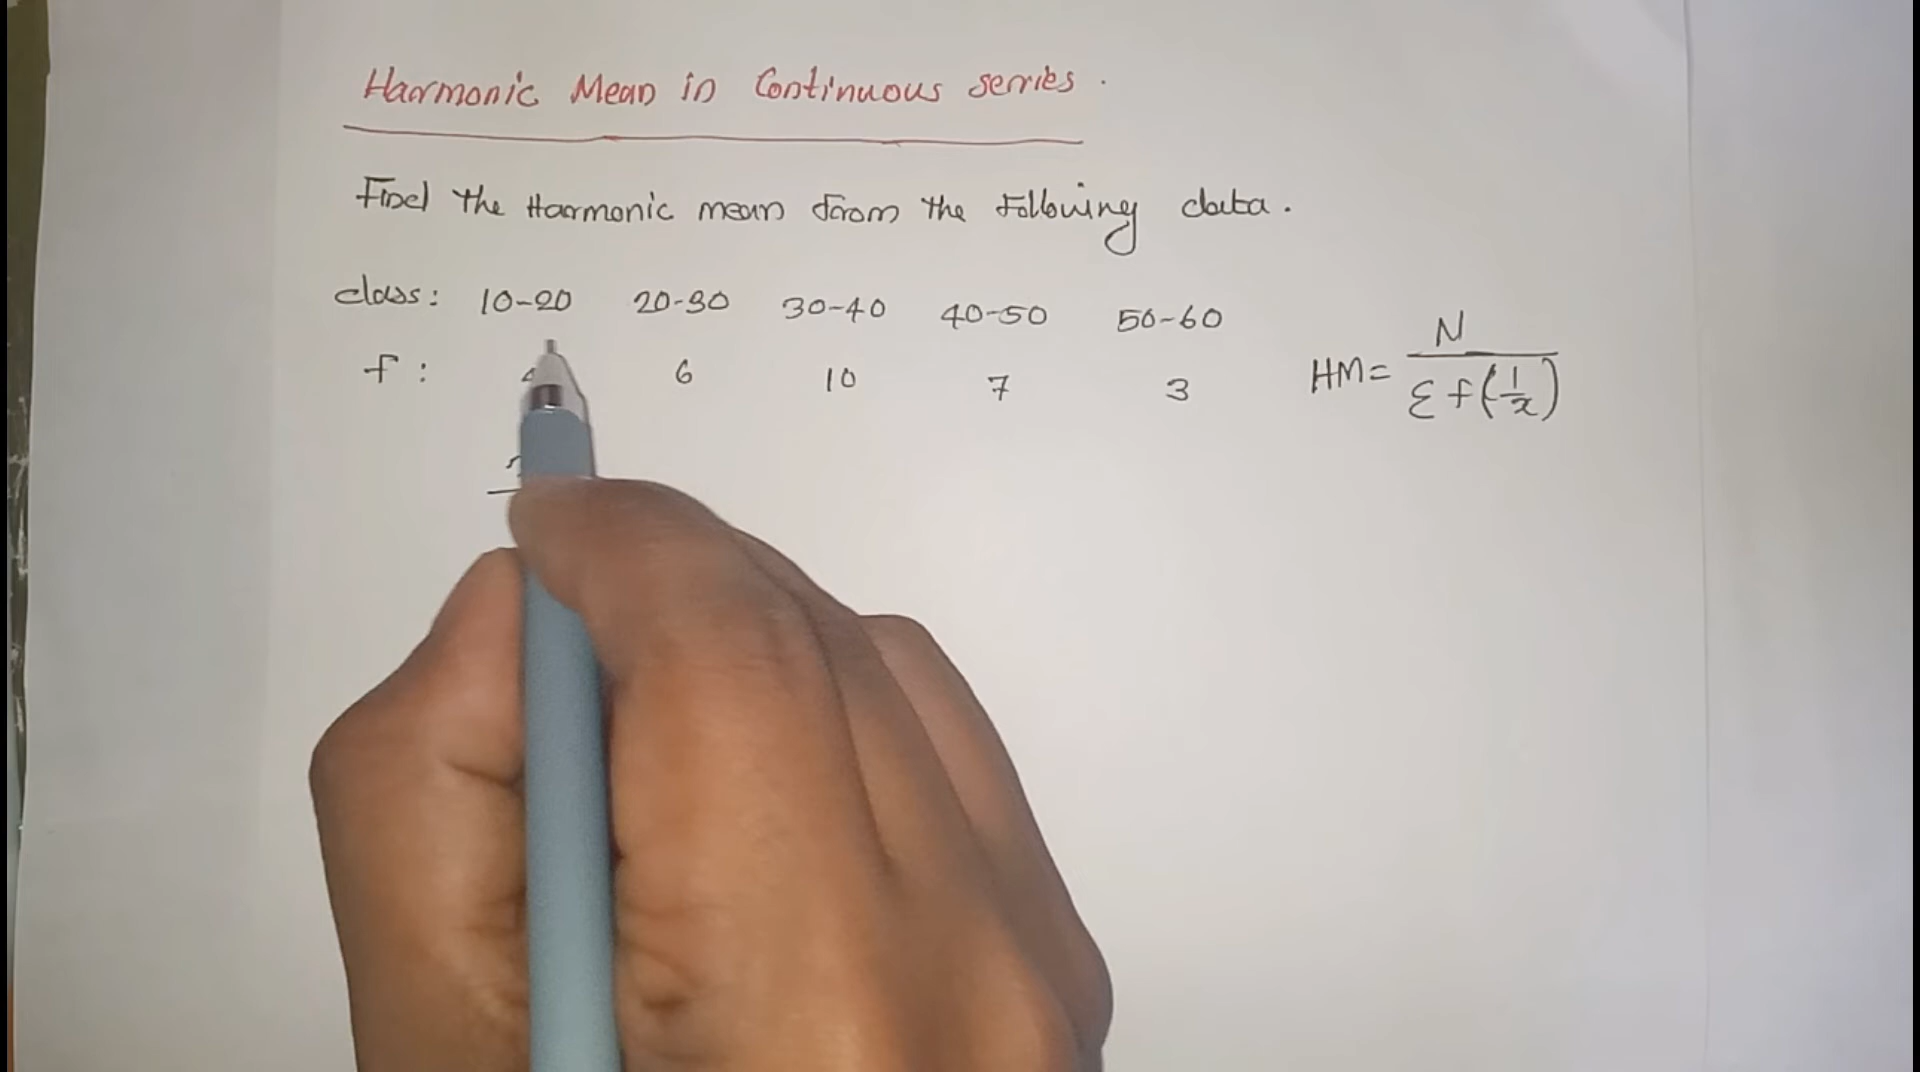 Harmonic Mean in Continuous series.
Find the Harmonic mean from the following data.
class: 10-20 20-30 30-40 40-50 50-60
f: 4 6 10 7 3
HM = N / Σf(1/x)